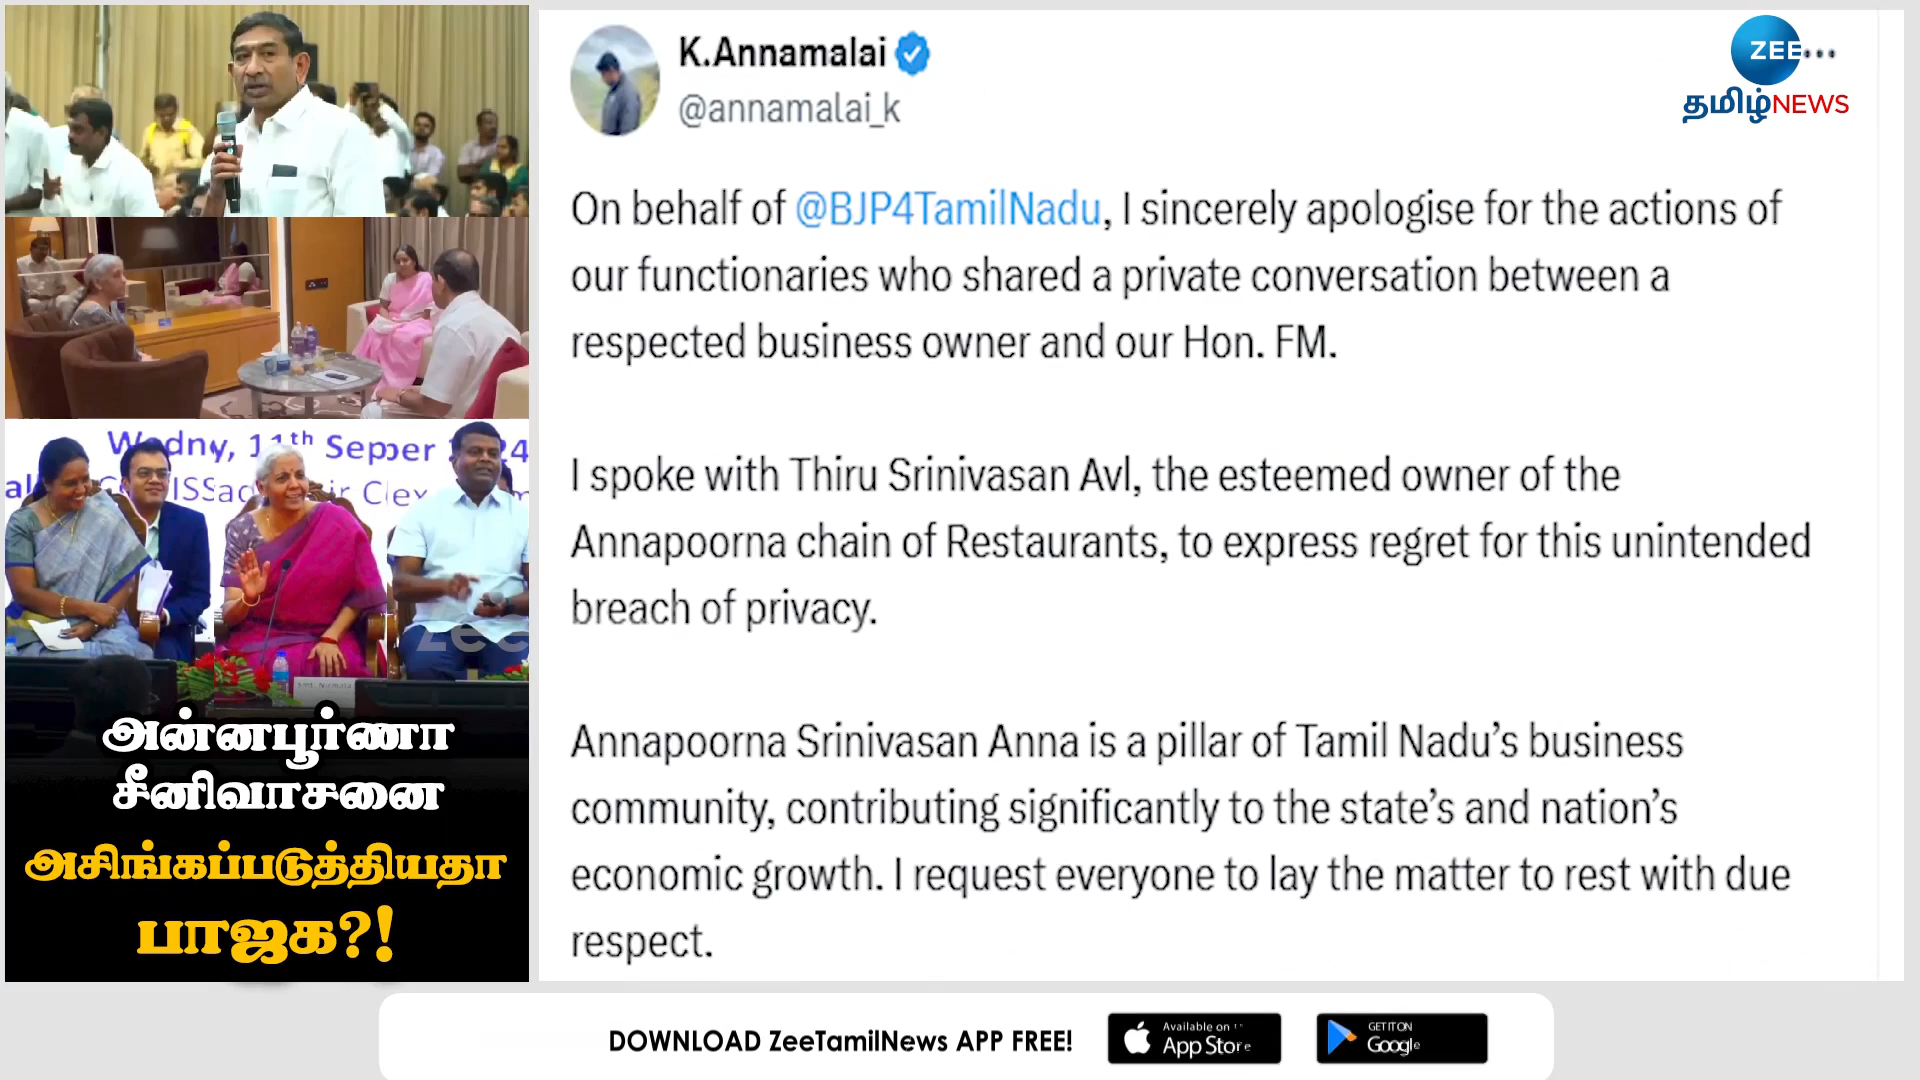 K.Annamalai
@annamalai_k
ZEE
தமிழ்NEWS
On behalf of @BJP4TamilNadu, I sincerely apologise for the actions of
our functionaries who shared a private conversation between a
respected business owner and our Hon. FM.
I spoke with Thiru Srinivasan Avl, the esteemed owner of the
Annapoorna chain of Restaurants, to express regret for this unintended
breach of privacy.
Annapoorna Srinivasan Anna is a pillar of Tamil Nadu’s business
community, contributing significantly to the state’s and nation’s
economic growth. I request everyone to lay the matter to rest with due
respect.
11th
Zee
அன்னபூர்ணா
சீனிவாசனை
அசிங்கப்படுத்தியதா
பாஜக?!
DOWNLOAD ZeeTamilNews APP FREE!
Available on
App Store
GET IT ON
Google